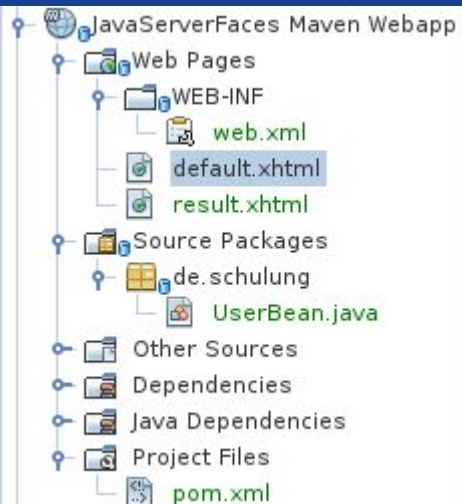 JavaServerFaces Maven Webapp
Web Pages
WEB-INF
web.xml
default.xhtml
result.xhtml
Source Packages
de.schulung
UserBean.java
Other Sources
Dependencies
Java Dependencies
Project Files
pom.xml